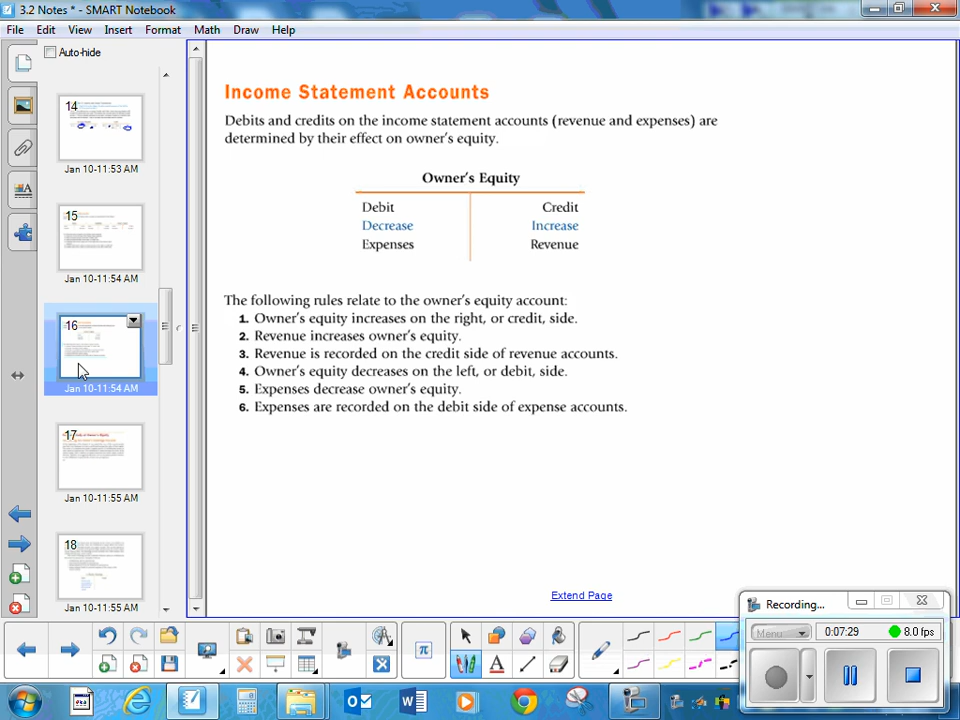 3.2 Notes * - SMART Notebook
File Edit View Insert Format Math Draw Help
Auto-hide
14
Jan 10-11:53 AM
15
Jan 10-11:54 AM
16
Jan 10-11:54 AM
17
Jan 10-11:55 AM
18
Jan 10-11:55 AM
Income Statement Accounts
Debits and credits on the income statement accounts (revenue and expenses) are
determined by their effect on owner's equity.
Owner's Equity
Debit Credit
Decrease Increase
Expenses Revenue
The following rules relate to the owner's equity account:
1. Owner's equity increases on the right, or credit, side.
2. Revenue increases owner's equity.
3. Revenue is recorded on the credit side of revenue accounts.
4. Owner's equity decreases on the left, or debit, side.
5. Expenses decrease owner's equity.
6. Expenses are recorded on the debit side of expense accounts.
Extend Page
Recording...
Menu 0:07:29 8.0 fps